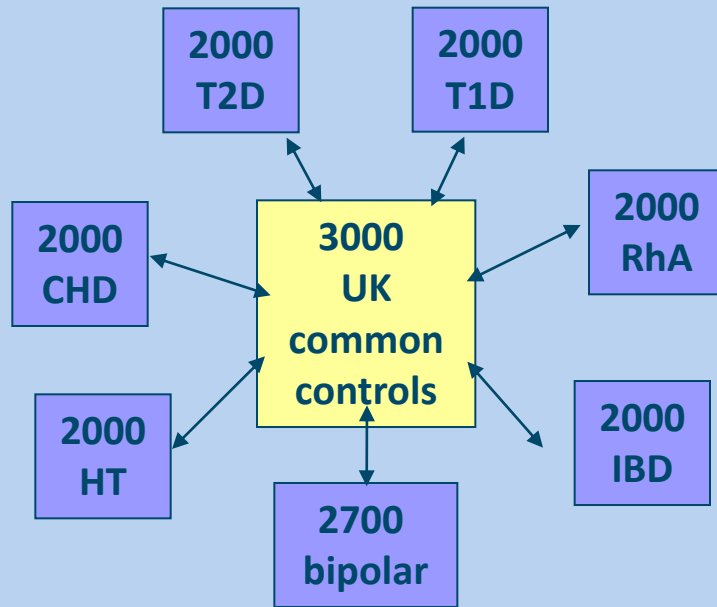 2000
T2D
2000
T1D
2000
CHD
3000
UK
common
controls
2000
RhA
2000
HT
2700
bipolar
2000
IBD